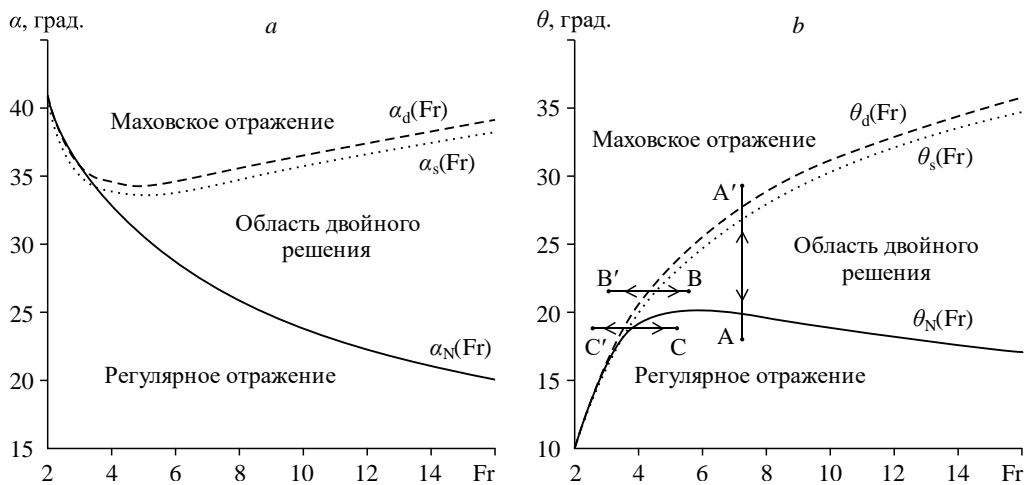 α, град.
a
40
35
30
25
20
15
Маховское отражение
α_d(Fr)
α_s(Fr)
Область двойного
решения
α_N(Fr)
Регулярное отражение
2 4 6 8 10 12 14 Fr
θ, град.
b
35
30
25
20
15
10
Маховское отражение
θ_d(Fr)
θ_s(Fr)
A′
Область двойного
решения
B′ B
C′ C
A
θ_N(Fr)
Регулярное отражение
2 4 6 8 10 12 14 Fr